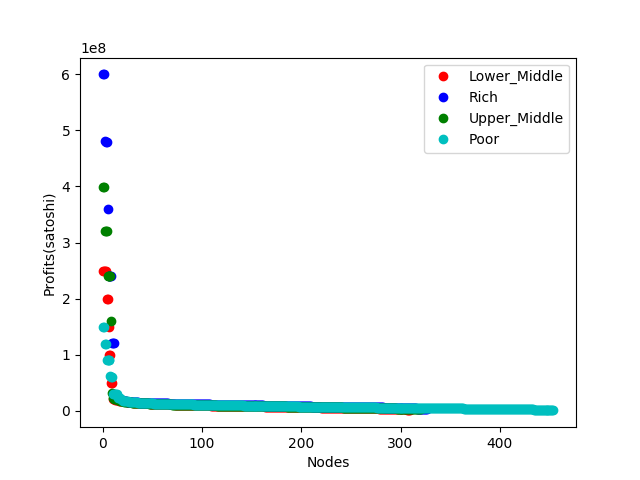 1e8
Lower_Middle
Rich
Upper_Middle
Poor
6
5
4
3
2
1
0
Profits(satoshi)
0 100 200 300 400
Nodes